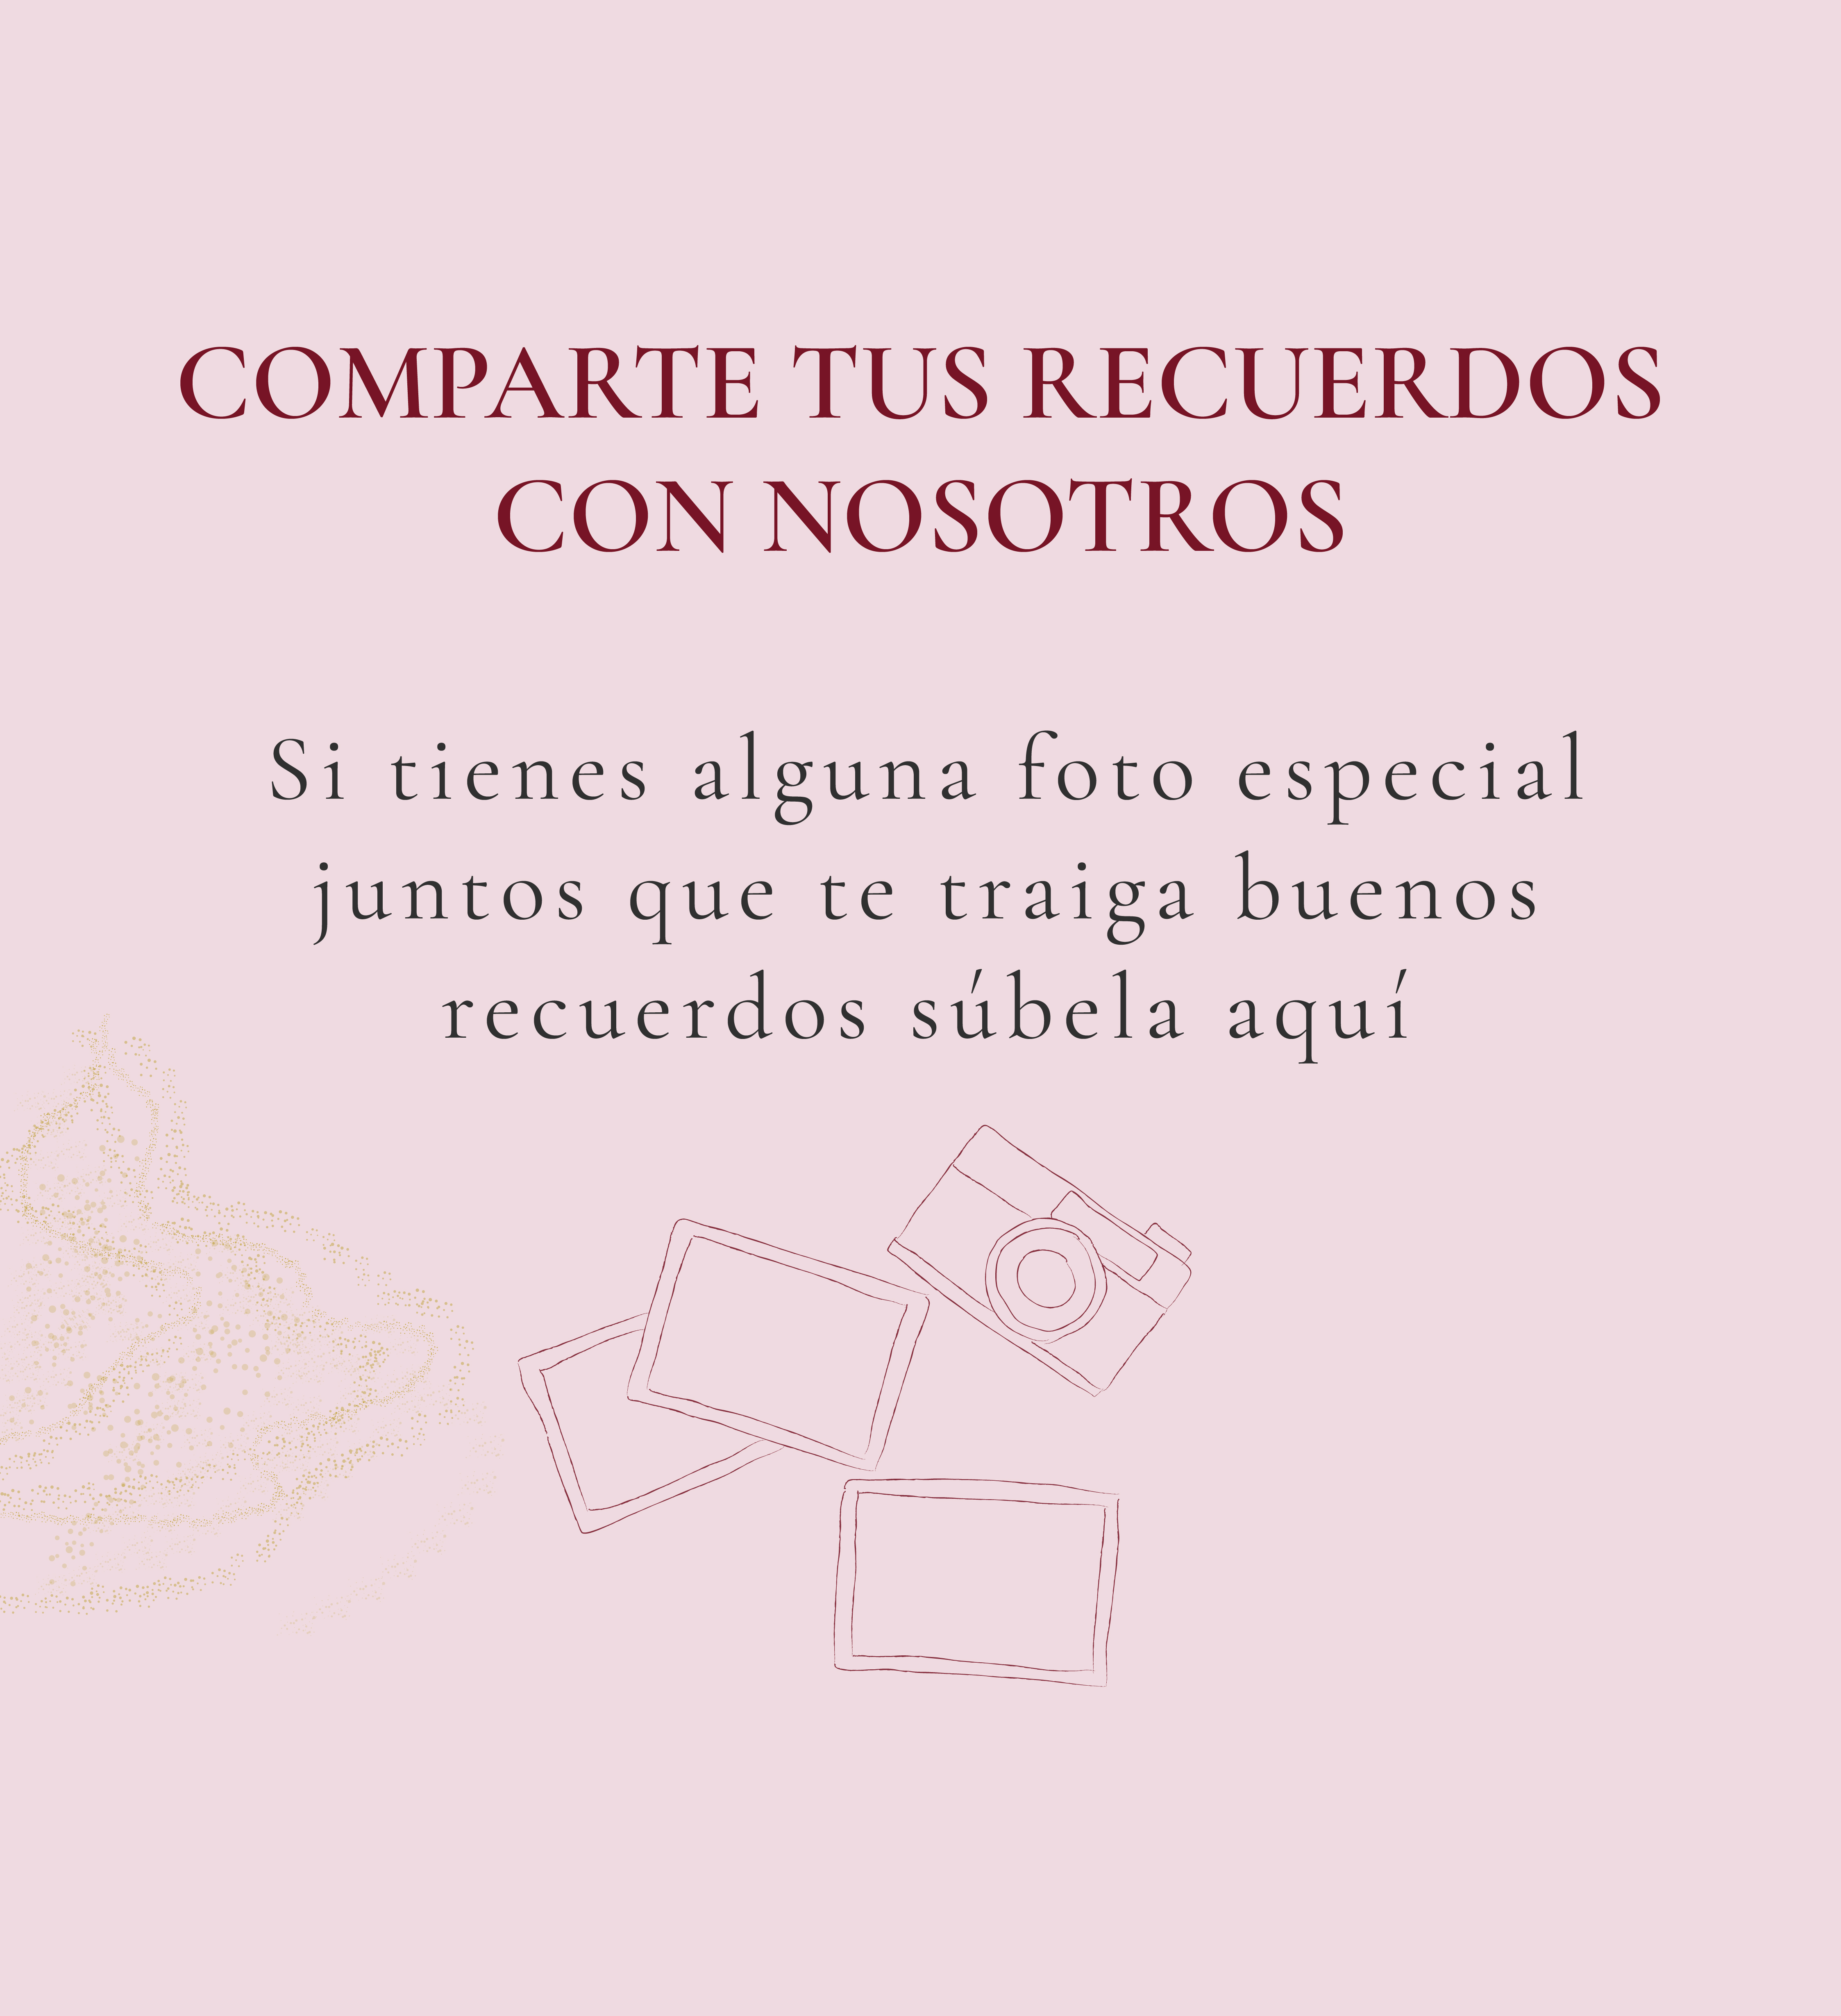 COMPARTE TUS RECUERDOS
CON NOSOTROS
Si tienes alguna foto especial
juntos que te traiga buenos
recuerdos súbela aquí